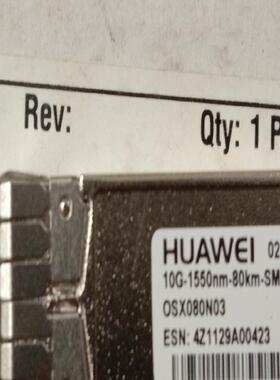 Rev: Qty: 1 P
HUAWEI 02
10G-1550nm-80km-SM
OSX080N03
ESN: 4Z1129A00423